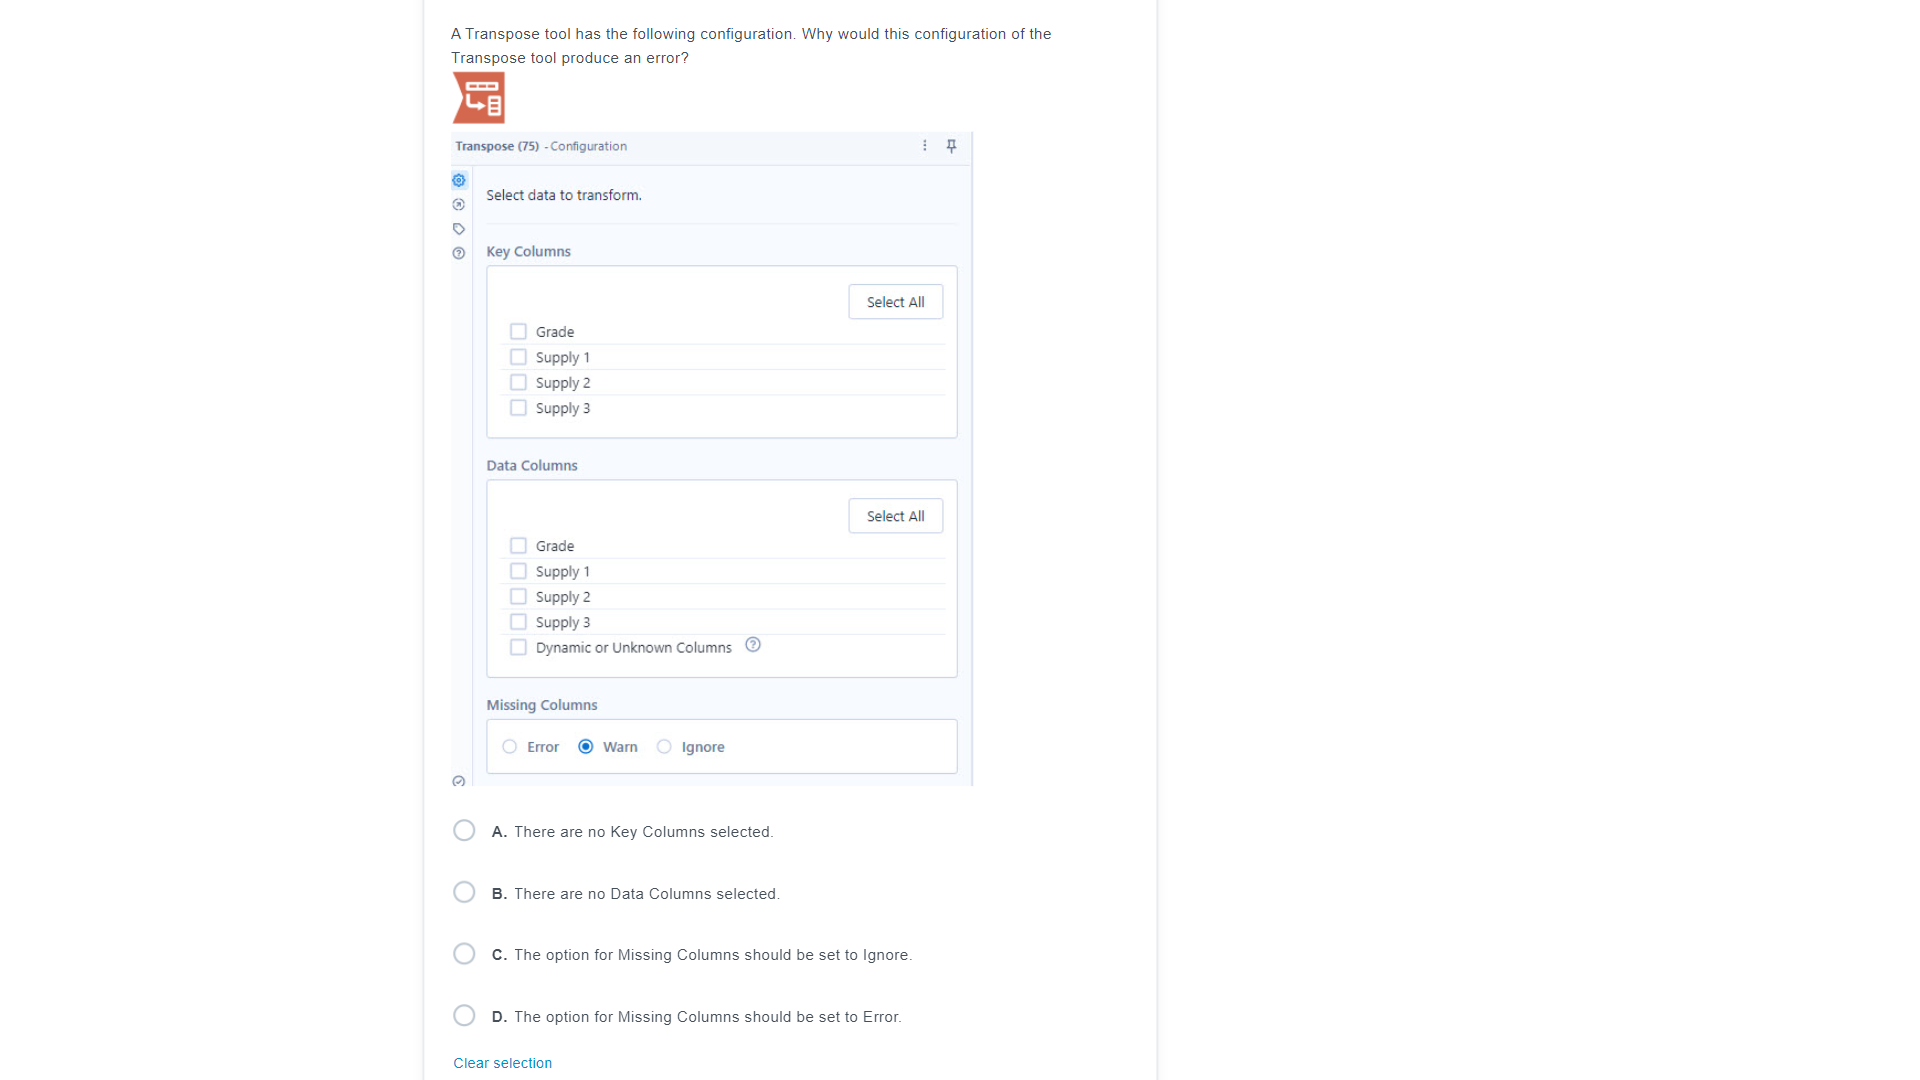 A Transpose tool has the following configuration. Why would this configuration of the
Transpose tool produce an error?
Transpose (75) - Configuration
Select data to transform.
Key Columns
Select All
Grade
Supply 1
Supply 2
Supply 3
Data Columns
Select All
Grade
Supply 1
Supply 2
Supply 3
Dynamic or Unknown Columns
Missing Columns
Error Warn Ignore
A. There are no Key Columns selected.
B. There are no Data Columns selected.
C. The option for Missing Columns should be set to Ignore.
D. The option for Missing Columns should be set to Error.
Clear selection